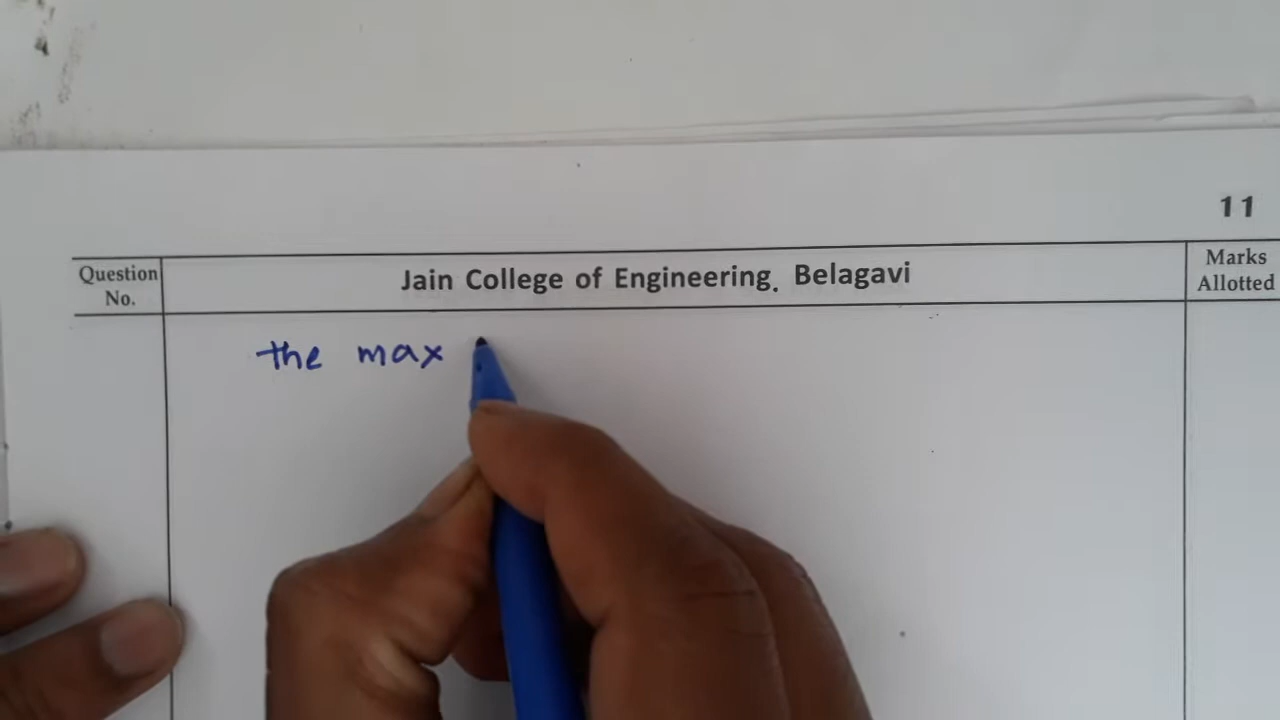 11
Question No.
Jain College of Engineering, Belagavi
Marks Allotted
the max